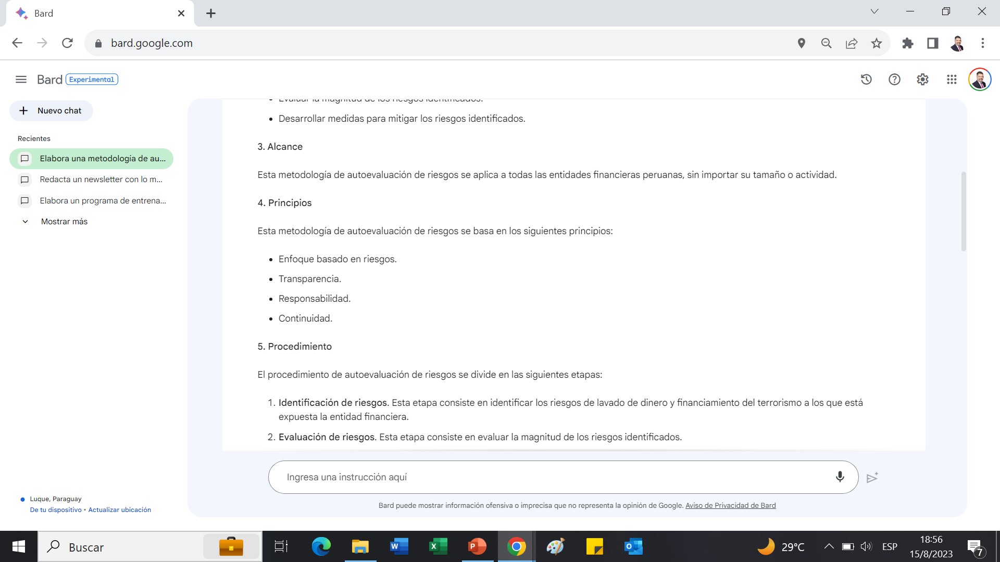 Bard
bard.google.com
Bard Experimental
Nuevo chat
Recientes
Elabora una metodología de au...
Redacta un newsletter con lo m...
Elabora un programa de entrena...
Mostrar más
Luque, Paraguay
De tu dispositivo • Actualizar ubicación
• Evaluar la magnitud de los riesgos identificados.
• Desarrollar medidas para mitigar los riesgos identificados.
3. Alcance
Esta metodología de autoevaluación de riesgos se aplica a todas las entidades financieras peruanas, sin importar su tamaño o actividad.
4. Principios
Esta metodología de autoevaluación de riesgos se basa en los siguientes principios:
• Enfoque basado en riesgos.
• Transparencia.
• Responsabilidad.
• Continuidad.
5. Procedimiento
El procedimiento de autoevaluación de riesgos se divide en las siguientes etapas:
1. Identificación de riesgos. Esta etapa consiste en identificar los riesgos de lavado de dinero y financiamiento del terrorismo a los que está
expuesta la entidad financiera.
2. Evaluación de riesgos. Esta etapa consiste en evaluar la magnitud de los riesgos identificados.
Ingresa una instrucción aquí
Bard puede mostrar información ofensiva o imprecisa que no representa la opinión de Google. Aviso de Privacidad de Bard
Buscar
29°C
ESP
18:56
15/8/2023
7